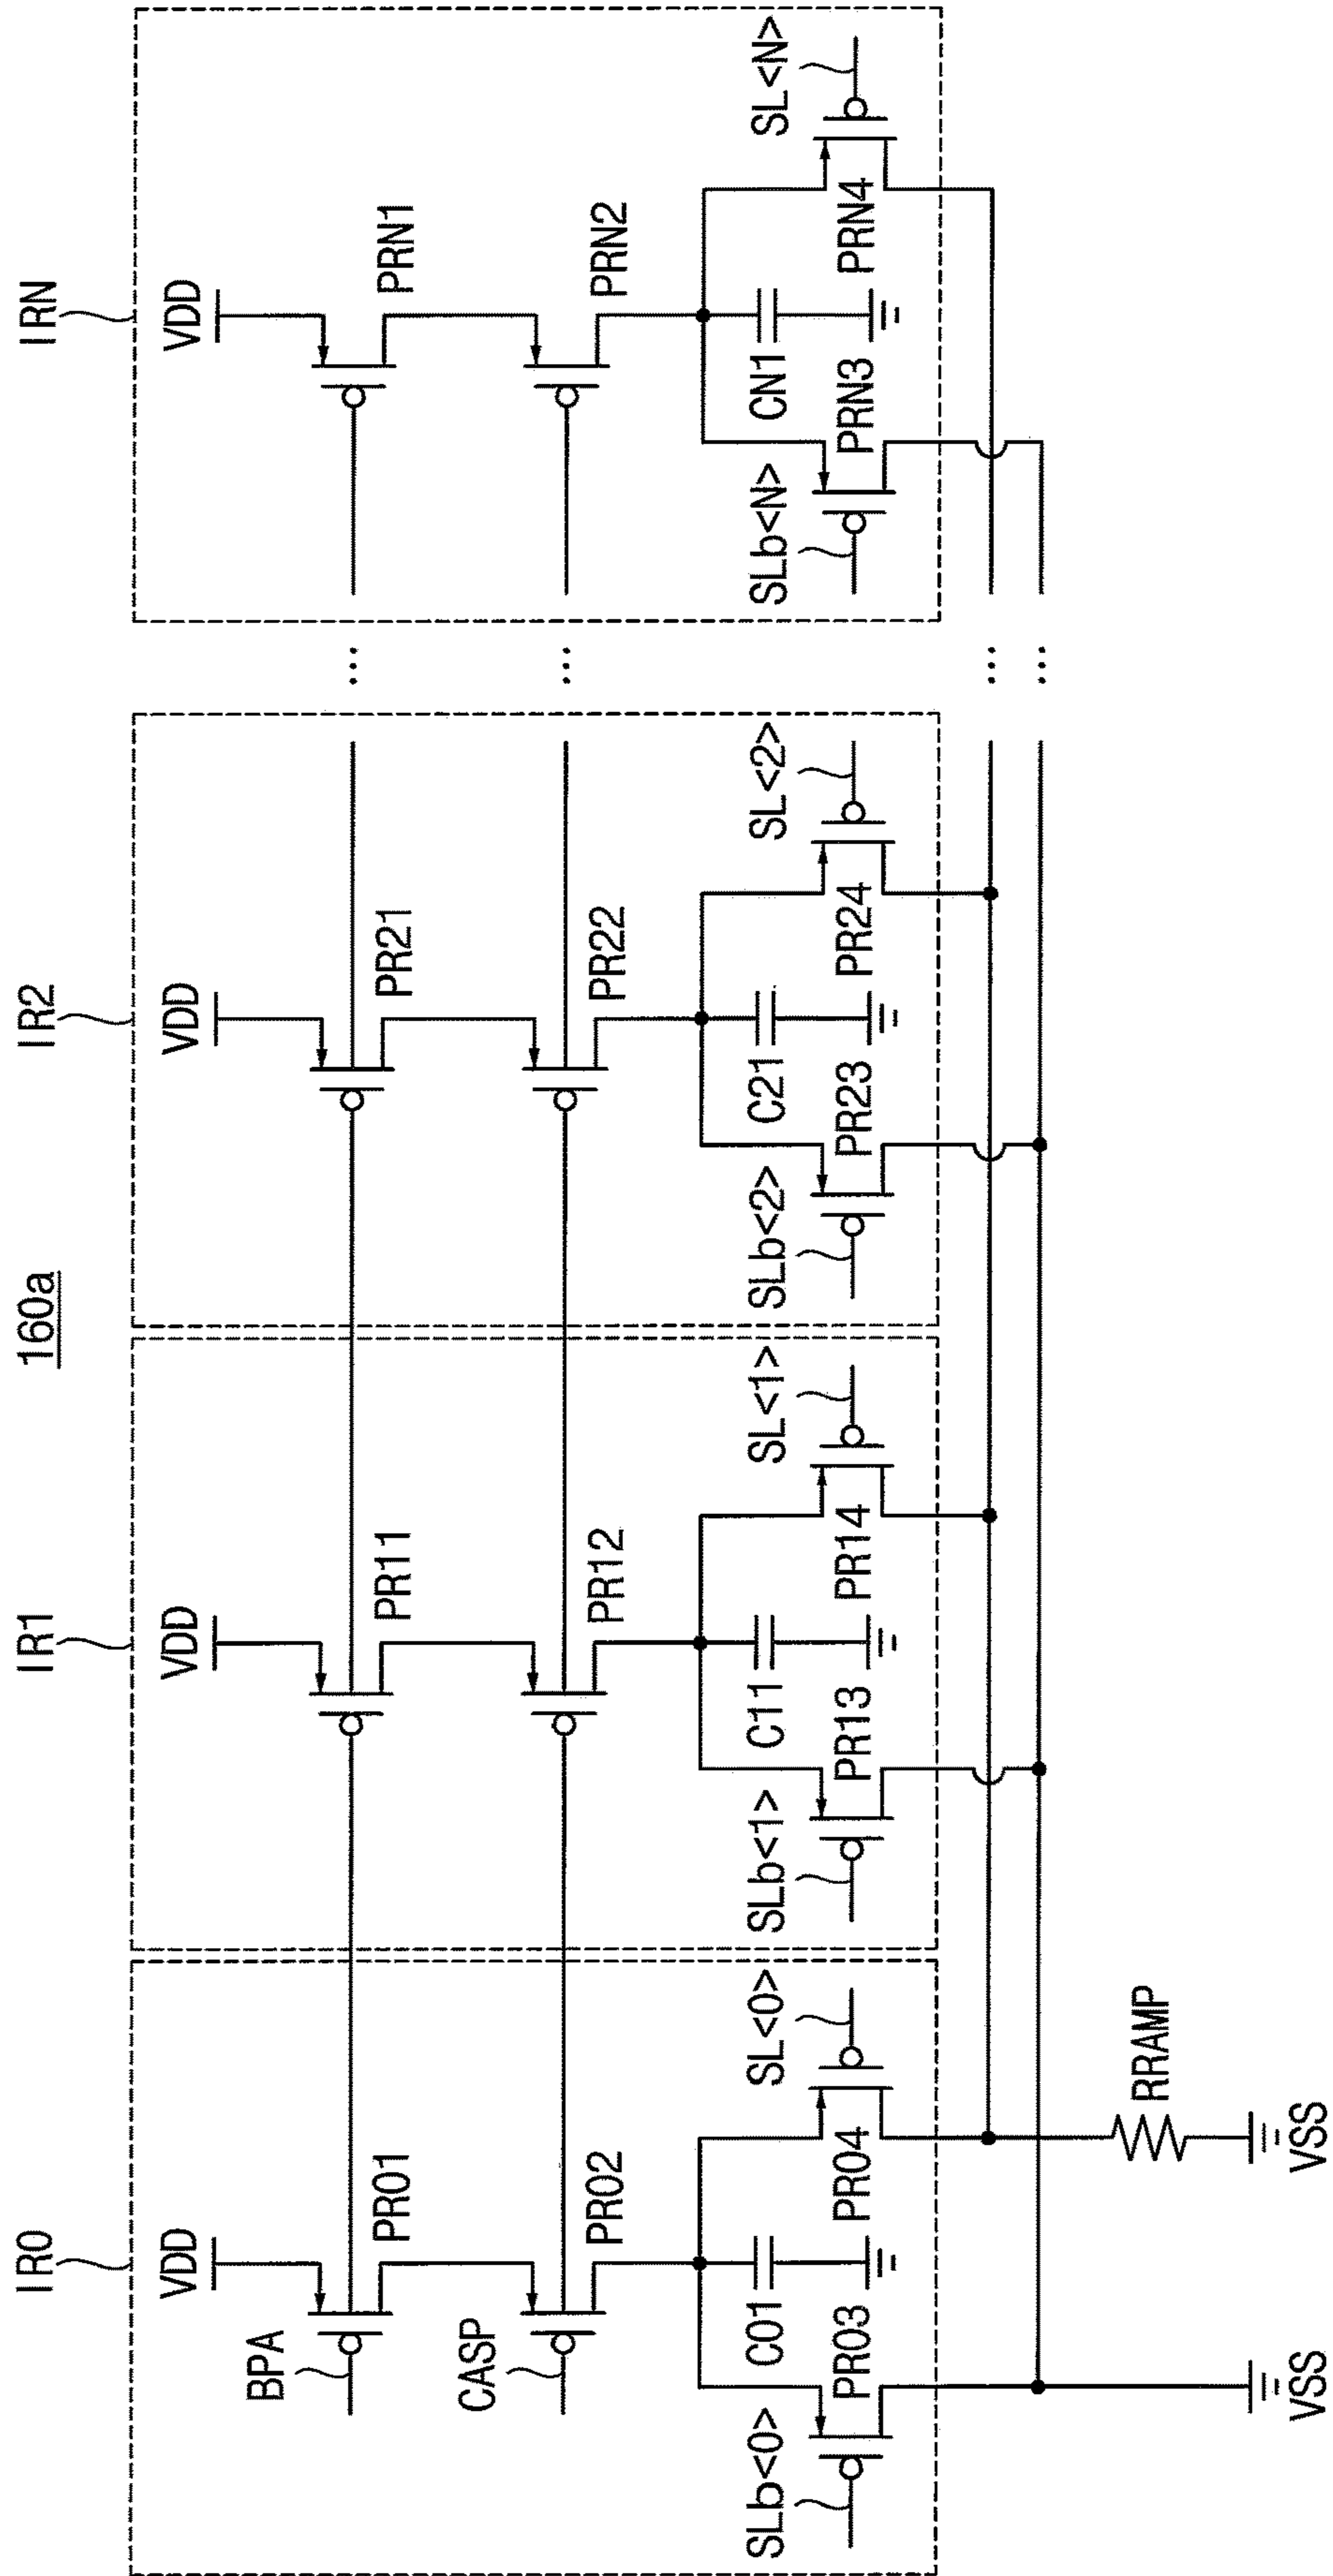 160a
IR0
IR1
IR2
IRN
VDD
VDD
VDD
VDD
BPA
PR01
PR11
PR21
PRN1
CASP
PR02
PR12
PR22
PRN2
SLb<0>
C01
SL<0>
SLb<1>
C11
SL<1>
SLb<2>
C21
SL<2>
SLb<N>
CN1
SL<N>
PR03
PR04
PR13
PR14
PR23
PR24
PRN3
PRN4
...
...
...
...
RRAMP
VSS
VSS